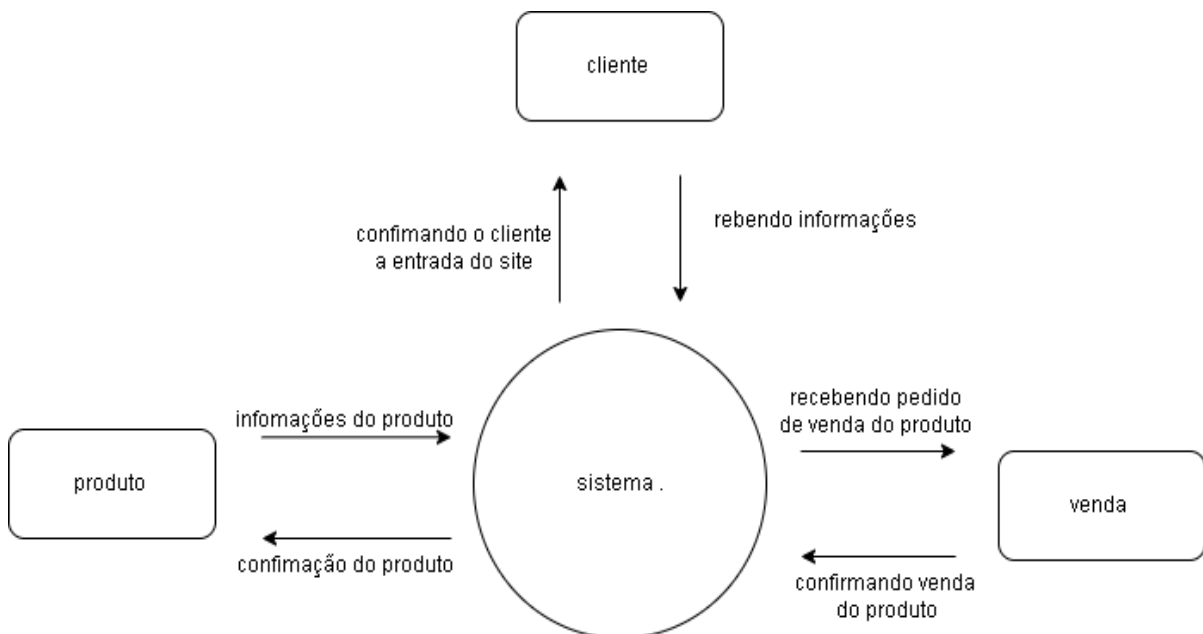 cliente
confimando o cliente
a entrada do site
rebendo informações
infomações do produto
recebendo pedido
de venda do produto
produto
sistema .
venda
confimação do produto
confirmando venda
do produto